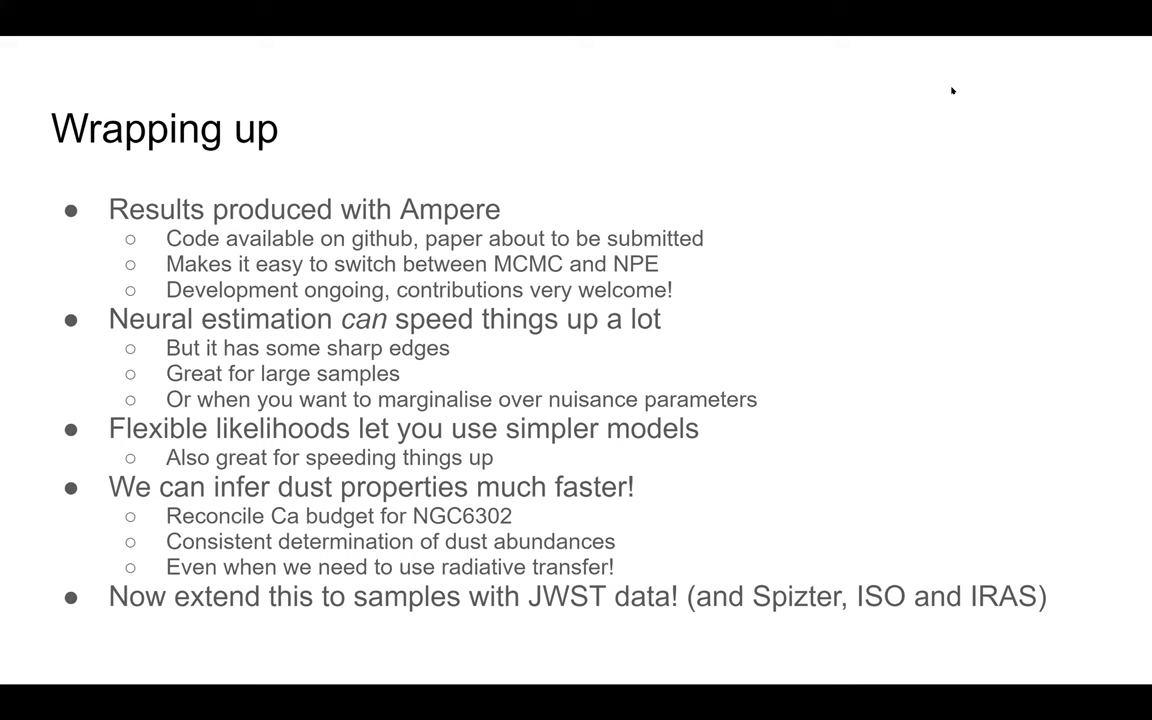 Wrapping up
● Results produced with Ampere
○ Code available on github, paper about to be submitted
○ Makes it easy to switch between MCMC and NPE
○ Development ongoing, contributions very welcome!
● Neural estimation can speed things up a lot
○ But it has some sharp edges
○ Great for large samples
○ Or when you want to marginalise over nuisance parameters
● Flexible likelihoods let you use simpler models
○ Also great for speeding things up
● We can infer dust properties much faster!
○ Reconcile Ca budget for NGC6302
○ Consistent determination of dust abundances
○ Even when we need to use radiative transfer!
● Now extend this to samples with JWST data! (and Spizter, ISO and IRAS)